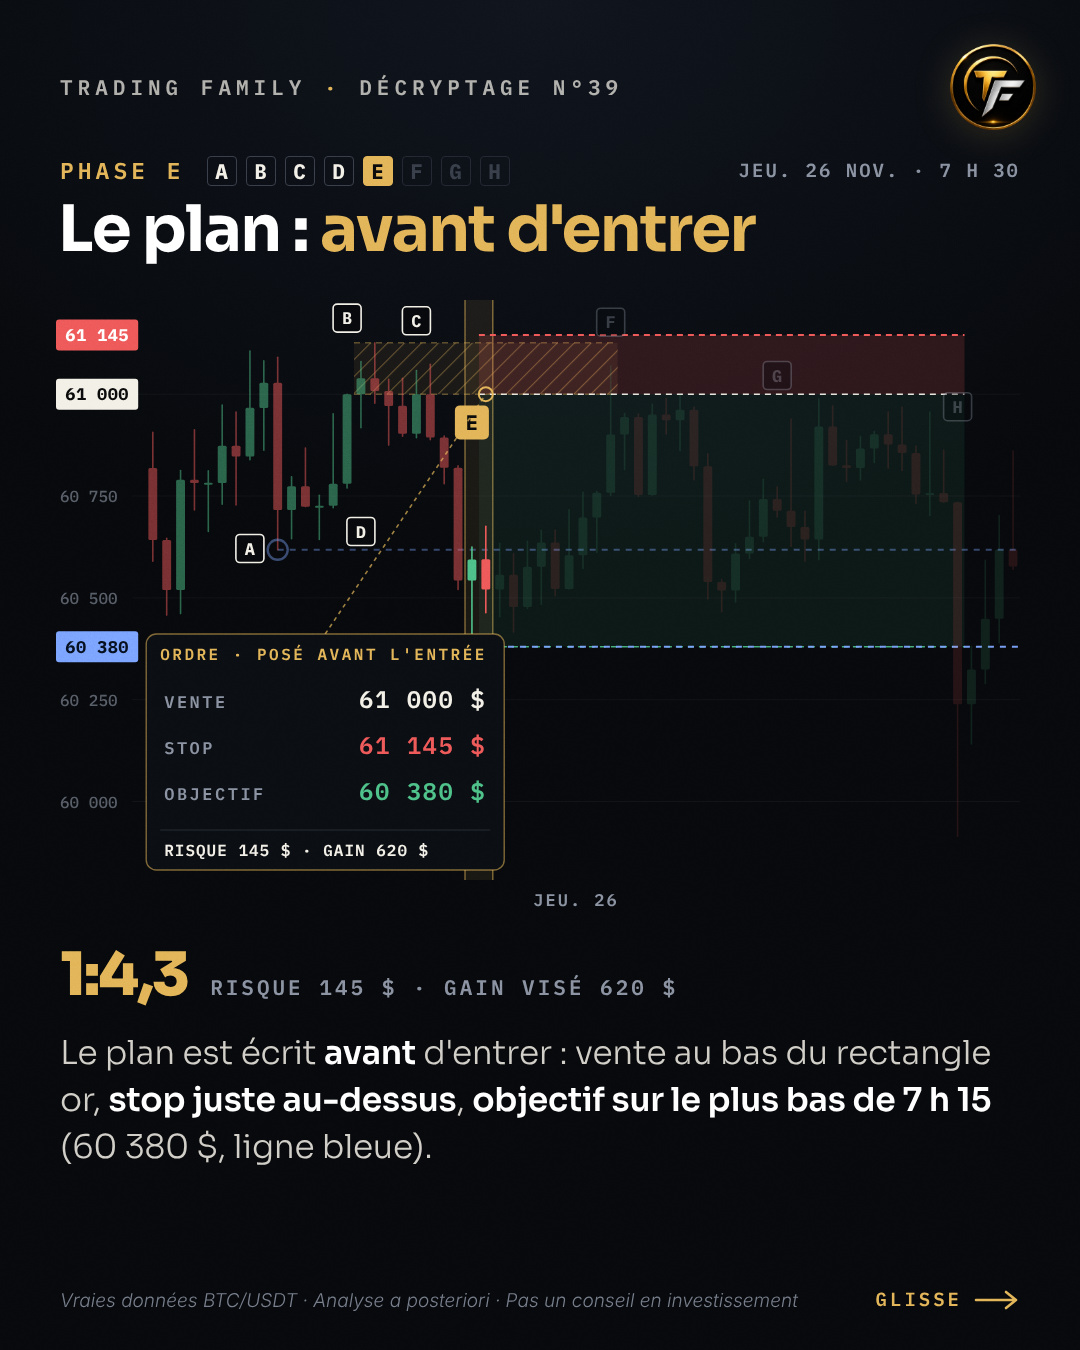 TRADING FAMILY · DÉCRYPTAGE N°39
TF
PHASE E A B C D E F G H
JEU. 26 NOV. · 7 H 30
Le plan : avant d'entrer
61 145
61 000
60 750
60 500
60 380
60 250
60 000
B
C
F
G
H
E
A
D
ORDRE · POSÉ AVANT L'ENTRÉE
VENTE 61 000 $
STOP 61 145 $
OBJECTIF 60 380 $
RISQUE 145 $ · GAIN 620 $
JEU. 26
1:4,3 RISQUE 145 $ · GAIN VISÉ 620 $
Le plan est écrit avant d'entrer : vente au bas du rectangle
or, stop juste au-dessus, objectif sur le plus bas de 7 h 15
(60 380 $, ligne bleue).
Vraies données BTC/USDT · Analyse a posteriori · Pas un conseil en investissement
GLISSE →